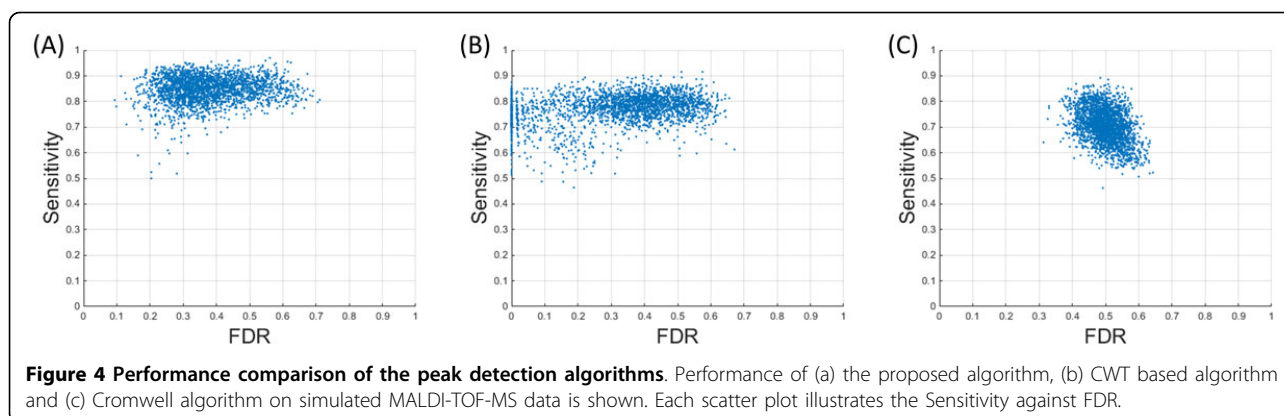 (A)
1
0.9
0.8
0.7
0.6
0.5
0.4
0.3
0.2
0.1
0
Sensitivity
0 0.1 0.2 0.3 0.4 0.5 0.6 0.7 0.8 0.9 1
FDR
(B)
1
0.9
0.8
0.7
0.6
0.5
0.4
0.3
0.2
0.1
0
Sensitivity
0 0.1 0.2 0.3 0.4 0.5 0.6 0.7 0.8 0.9 1
FDR
(C)
1
0.9
0.8
0.7
0.6
0.5
0.4
0.3
0.2
0.1
0
Sensitivity
0 0.1 0.2 0.3 0.4 0.5 0.6 0.7 0.8 0.9 1
FDR
Figure 4 Performance comparison of the peak detection algorithms. Performance of (a) the proposed algorithm, (b) CWT based algorithm
and (c) Cromwell algorithm on simulated MALDI-TOF-MS data is shown. Each scatter plot illustrates the Sensitivity against FDR.